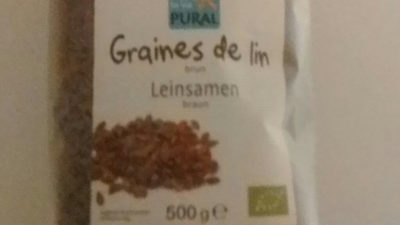 PURAL
Graines de lin
brun
Leinsamen
braun
500 g e